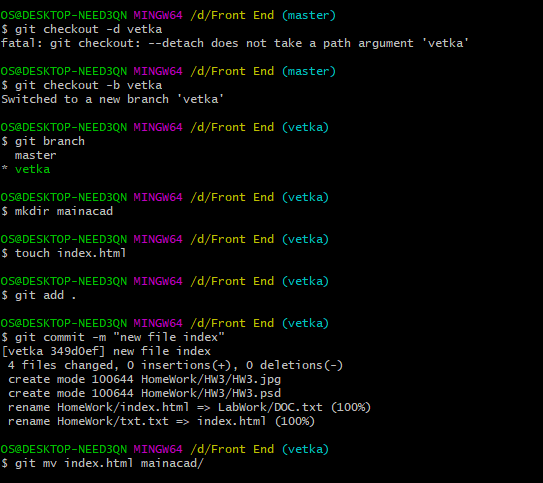 OS@DESKTOP-NEED3QN MINGW64 /d/Front End (master)
$ git checkout -d vetka
fatal: git checkout: --detach does not take a path argument 'vetka'
OS@DESKTOP-NEED3QN MINGW64 /d/Front End (master)
$ git checkout -b vetka
Switched to a new branch 'vetka'
OS@DESKTOP-NEED3QN MINGW64 /d/Front End (vetka)
$ git branch
master
* vetka
OS@DESKTOP-NEED3QN MINGW64 /d/Front End (vetka)
$ mkdir mainacad
OS@DESKTOP-NEED3QN MINGW64 /d/Front End (vetka)
$ touch index.html
OS@DESKTOP-NEED3QN MINGW64 /d/Front End (vetka)
$ git add .
OS@DESKTOP-NEED3QN MINGW64 /d/Front End (vetka)
$ git commit -m "new file index"
[vetka 349d0ef] new file index
4 files changed, 0 insertions(+), 0 deletions(-)
create mode 100644 HomeWork/HW3/HW3.jpg
create mode 100644 HomeWork/HW3/HW3.psd
rename HomeWork/index.html => LabWork/DOC.txt (100%)
rename HomeWork/txt.txt => index.html (100%)
OS@DESKTOP-NEED3QN MINGW64 /d/Front End (vetka)
$ git mv index.html mainacad/